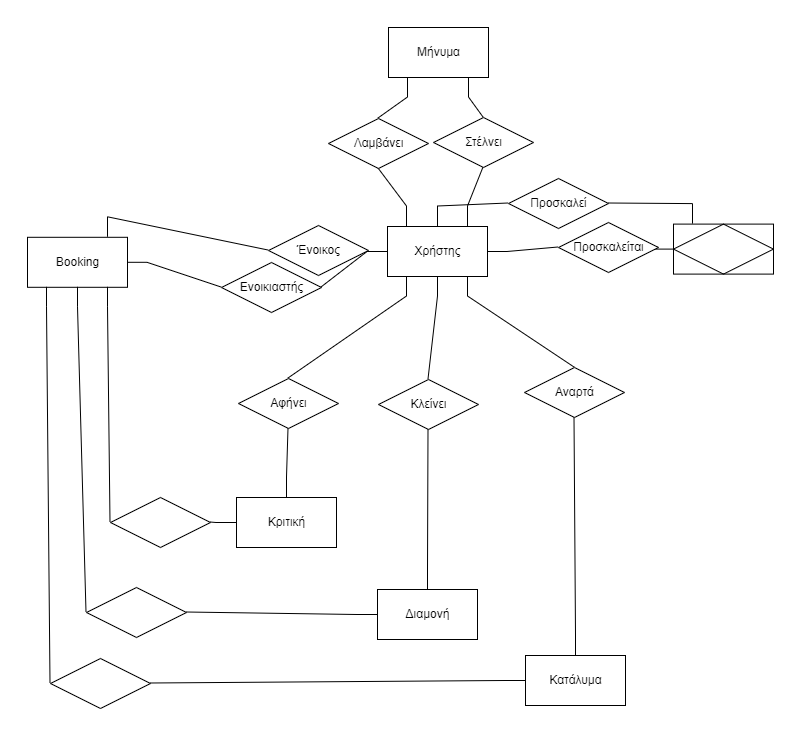 Μήνυμα
Λαμβάνει
Στέλνει
Προσκαλεί
Ένοικος
Χρήστης
Προσκαλείται
Booking
Ενοικιαστής
Αφήνει
Κλείνει
Αναρτά
Κριτική
Διαμονή
Κατάλυμα